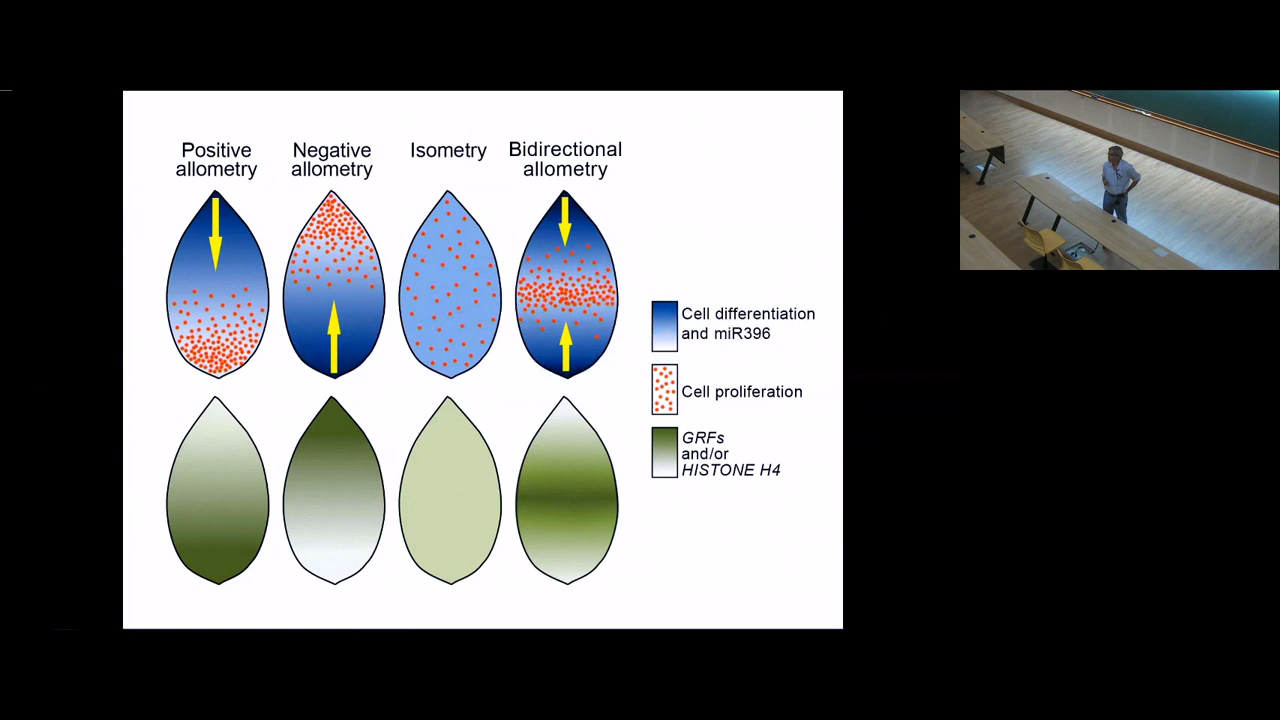 Positive
allometry
Negative
allometry
Isometry
Bidirectional
allometry
Cell differentiation
and miR396
Cell proliferation
GRFs
and/or
HISTONE H4